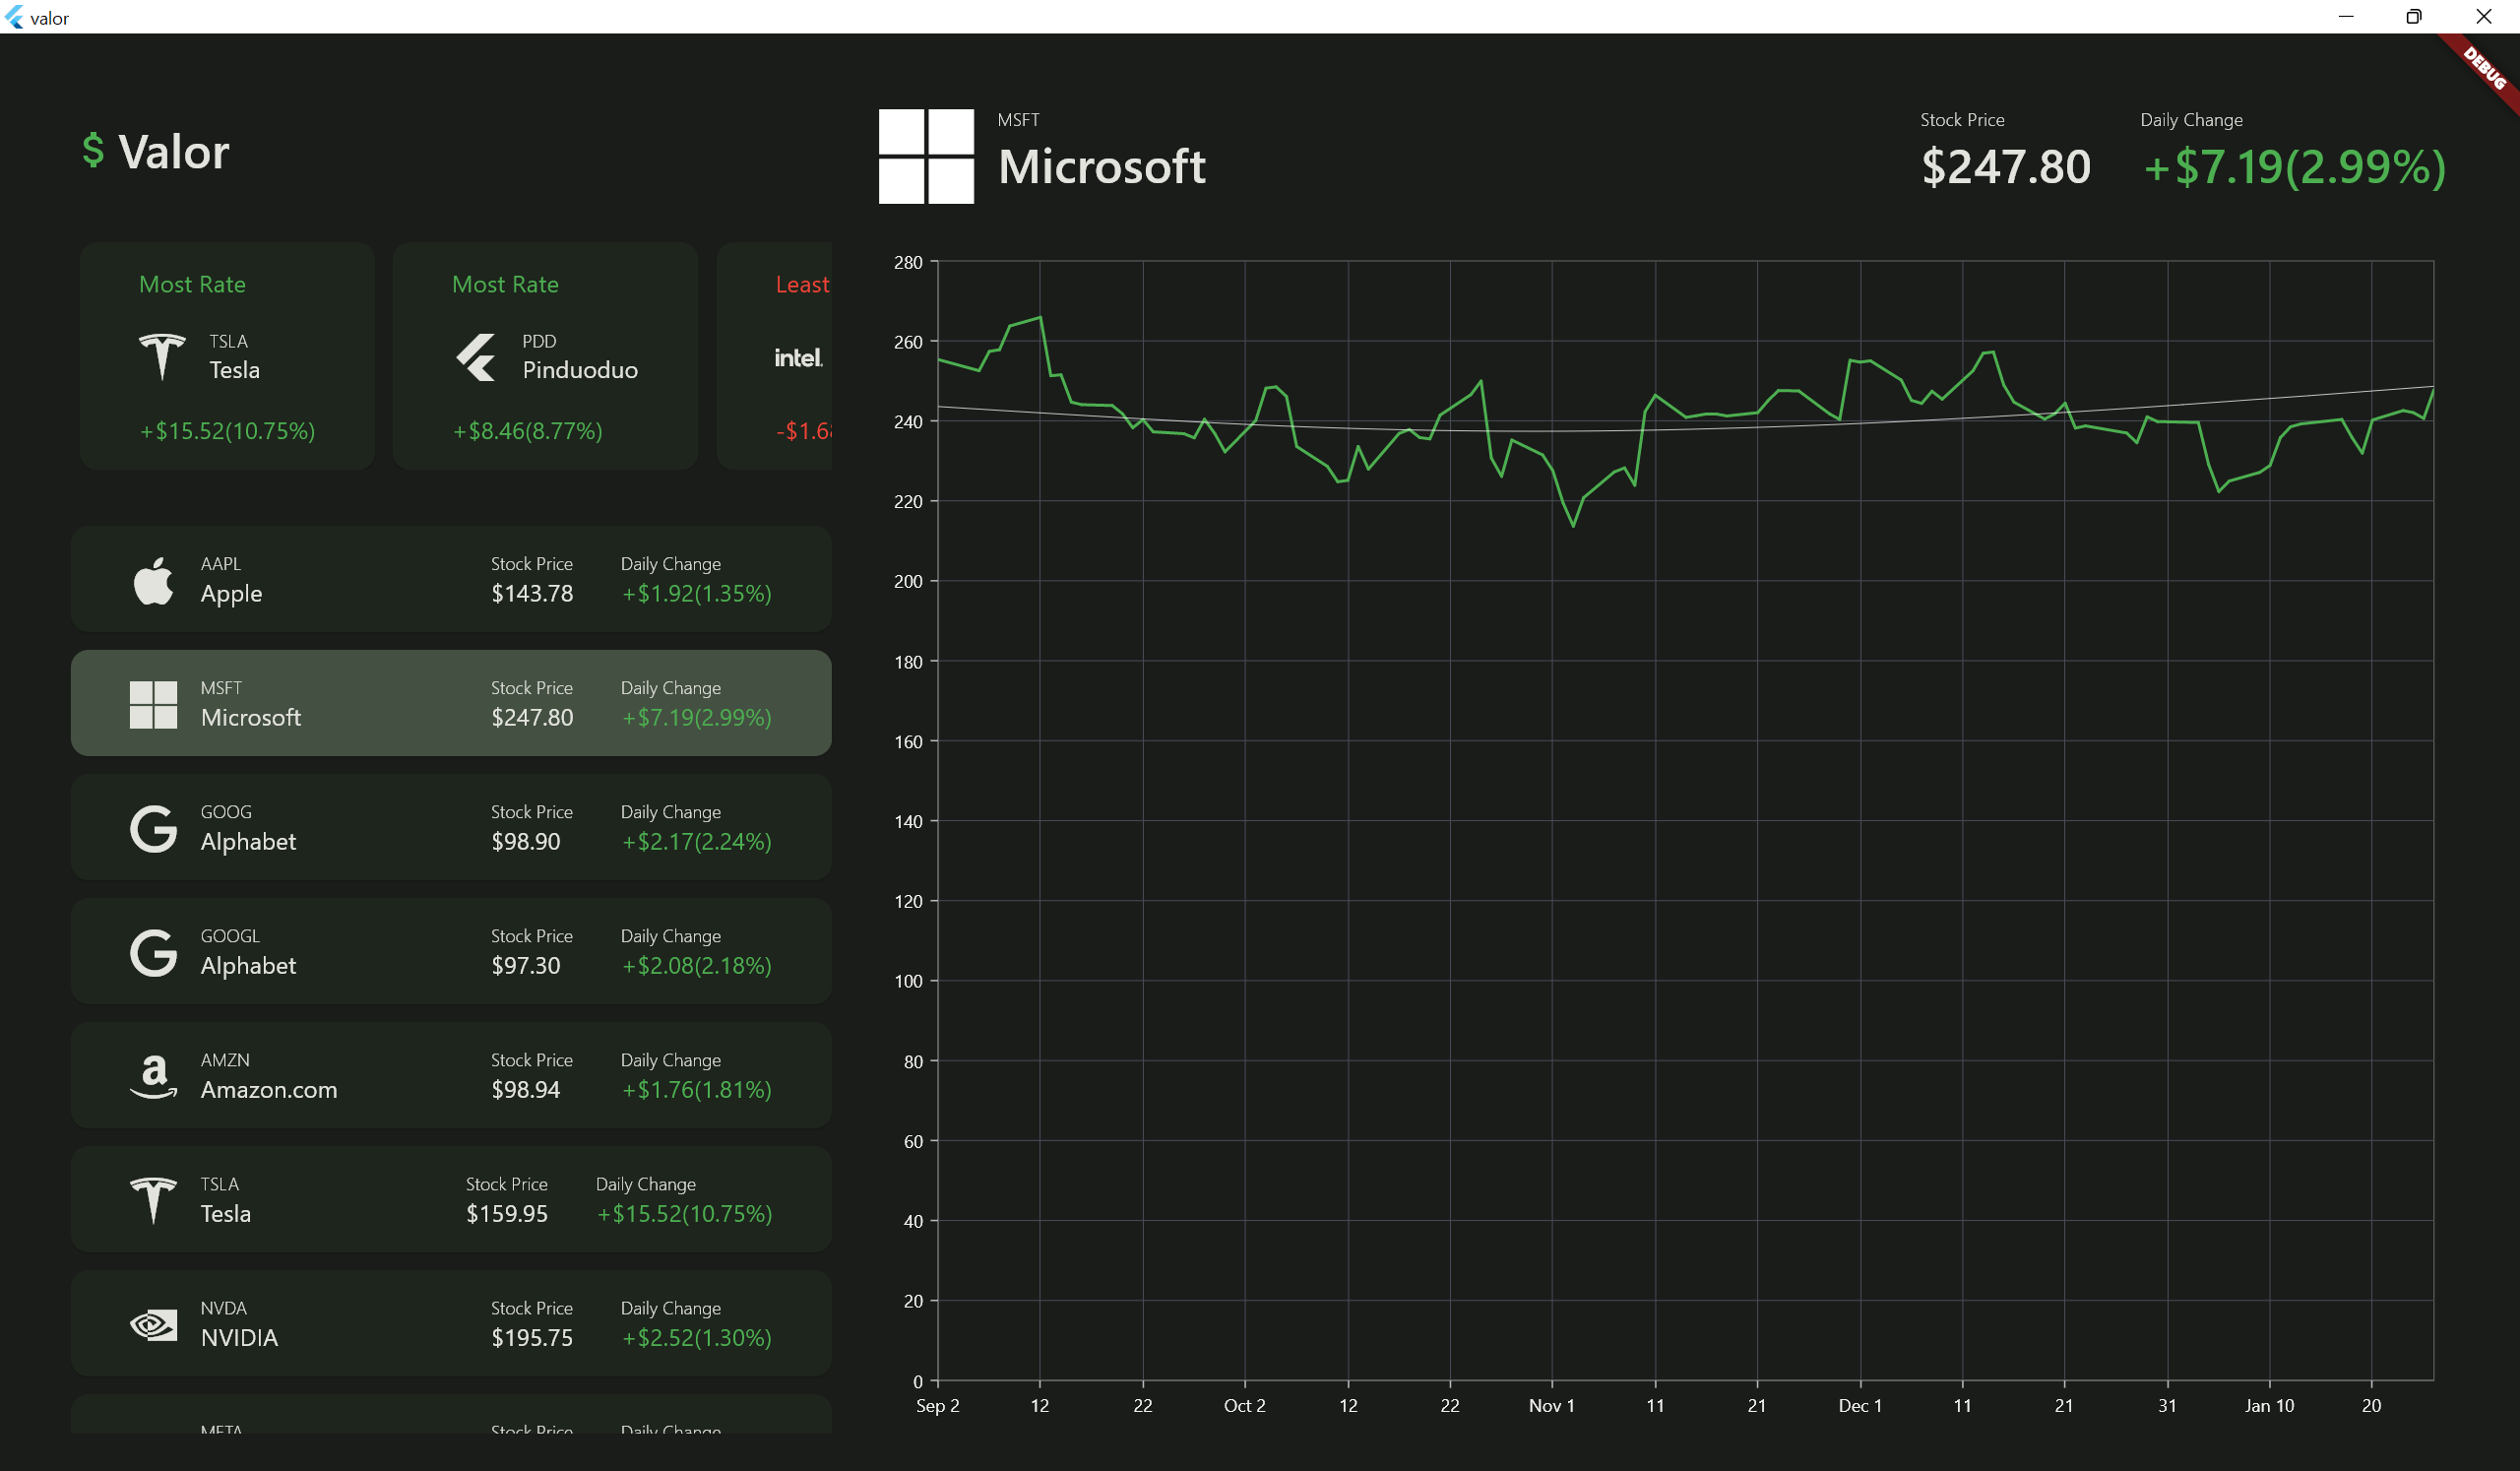 valor
DEBUG
$ Valor
Most Rate
TSLA
Tesla
+$15.52(10.75%)
Most Rate
PDD
Pinduoduo
+$8.46(8.77%)
Least
intel.
-$1.6
AAPL
Apple
Stock Price
$143.78
Daily Change
+$1.92(1.35%)
MSFT
Microsoft
Stock Price
$247.80
Daily Change
+$7.19(2.99%)
GOOG
Alphabet
Stock Price
$98.90
Daily Change
+$2.17(2.24%)
GOOGL
Alphabet
Stock Price
$97.30
Daily Change
+$2.08(2.18%)
AMZN
Amazon.com
Stock Price
$98.94
Daily Change
+$1.76(1.81%)
TSLA
Tesla
Stock Price
$159.95
Daily Change
+$15.52(10.75%)
NVDA
NVIDIA
Stock Price
$195.75
Daily Change
+$2.52(1.30%)
META
Stock Price
Daily Change
MSFT
Microsoft
Stock Price
$247.80
Daily Change
+$7.19(2.99%)
280
260
240
220
200
180
160
140
120
100
80
60
40
20
0
Sep 2 12 22 Oct 2 12 22 Nov 1 11 21 Dec 1 11 21 31 Jan 10 20